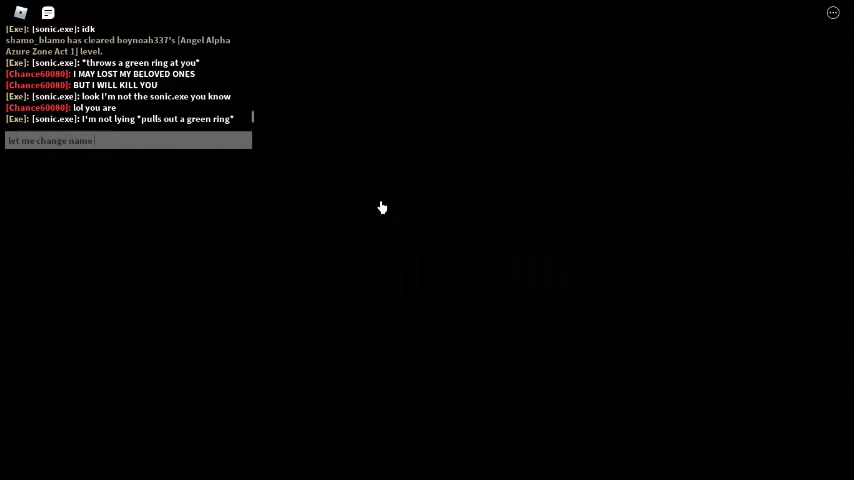 [Exe]: [sonic.exe]: idk
shamo_blamo has cleared boynoah337's [Angel Alpha
Azure Zone Act 1] level.
[Exe]: [sonic.exe]: *throws a green ring at you*
[Chance60080]: I MAY LOST MY BELOVED ONES
[Chance60080]: BUT I WILL KILL YOU
[Exe]: [sonic.exe]: look I'm not the sonic.exe you know
[Chance60080]: lol you are
[Exe]: [sonic.exe]: I'm not lying *pulls out a green ring*
let me change name